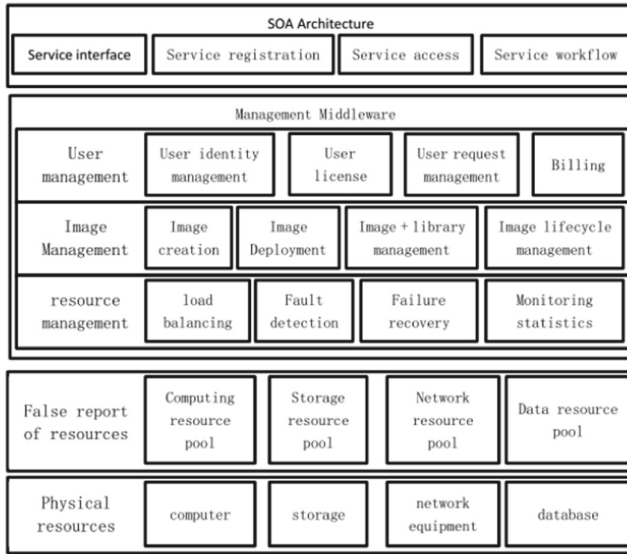 SOA Architecture
Service interface
Service registration
Service access
Service workflow
Management Middleware
User
management
User identity
management
User
license
User request
management
Billing
Image
Management
Image
creation
Image
Deployment
Image + library
management
Image lifecycle
management
resource
management
load
balancing
Fault
detection
Failure
recovery
Monitoring
statistics
False report
of resources
Computing
resource
pool
Storage
resource
pool
Network
resource
pool
Data resource
pool
Physical
resources
computer
storage
network
equipment
database